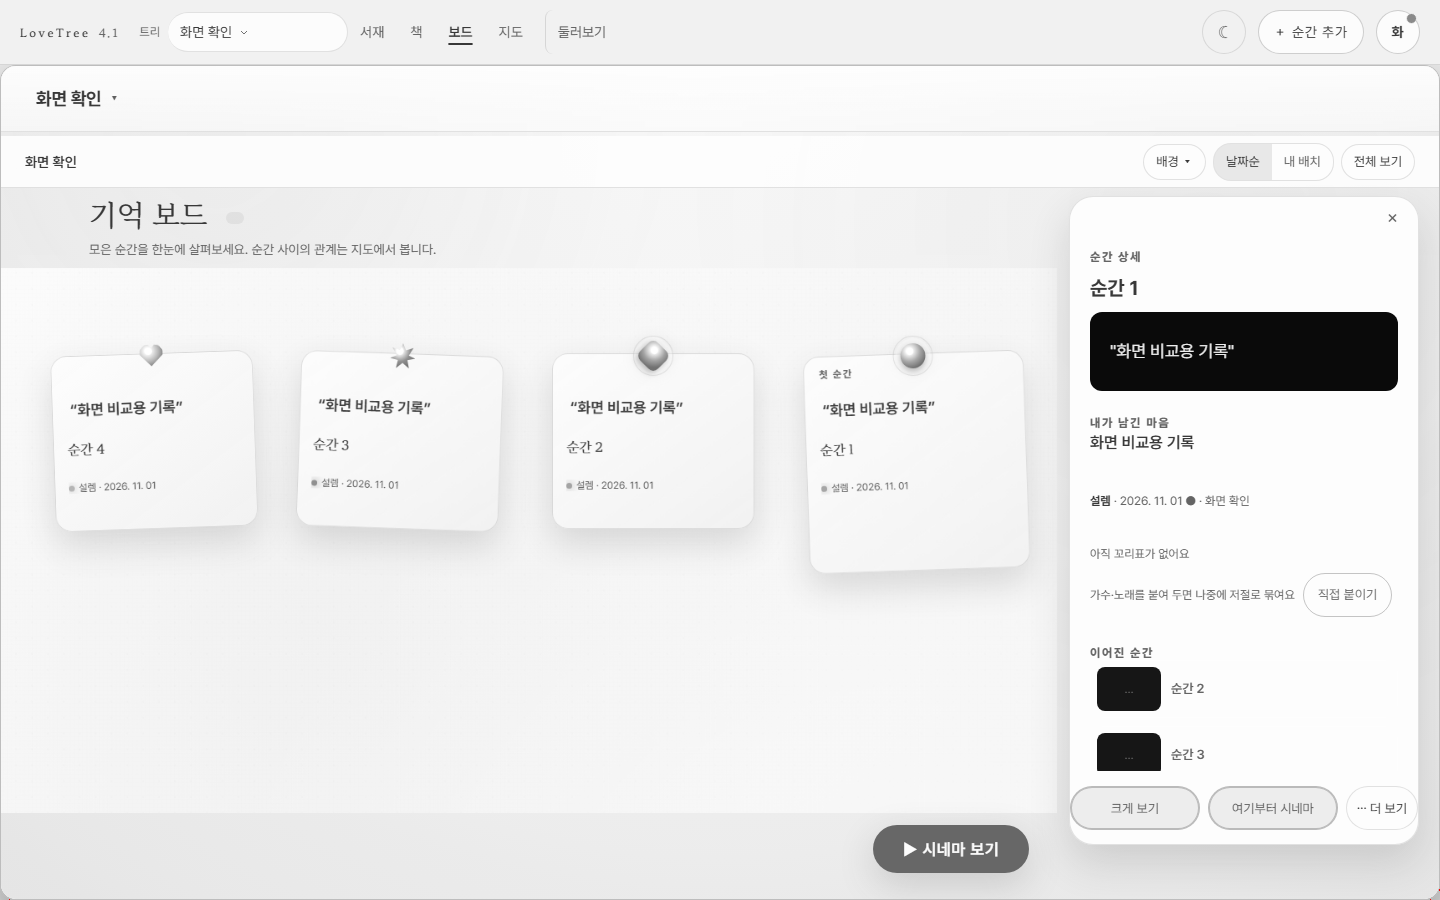 LoveTree 4.1 트리 화면 확인 서재 책 보드 지도 둘러보기 ☾ + 순간 추가 화
화면 확인 ▾
화면 확인 배경 ▾ 날짜순 내 배치 전체 보기
기억 보드
모은 순간을 한눈에 살펴보세요. 순간 사이의 관계는 지도에서 봅니다.
“화면 비교용 기록”
순간 4
설렘 · 2026. 11. 01
“화면 비교용 기록”
순간 3
설렘 · 2026. 11. 01
“화면 비교용 기록”
순간 2
설렘 · 2026. 11. 01
첫 순간
“화면 비교용 기록”
순간 1
설렘 · 2026. 11. 01
▶ 시네마 보기
×
순간 상세
순간 1
"화면 비교용 기록"
내가 남긴 마음
화면 비교용 기록
설렘 · 2026. 11. 01 ● · 화면 확인
아직 꼬리표가 없어요
가수·노래를 붙여 두면 나중에 저절로 묶여요 직접 붙이기
이어진 순간
... 순간 2
... 순간 3
크게 보기 여기부터 시네마 ··· 더 보기